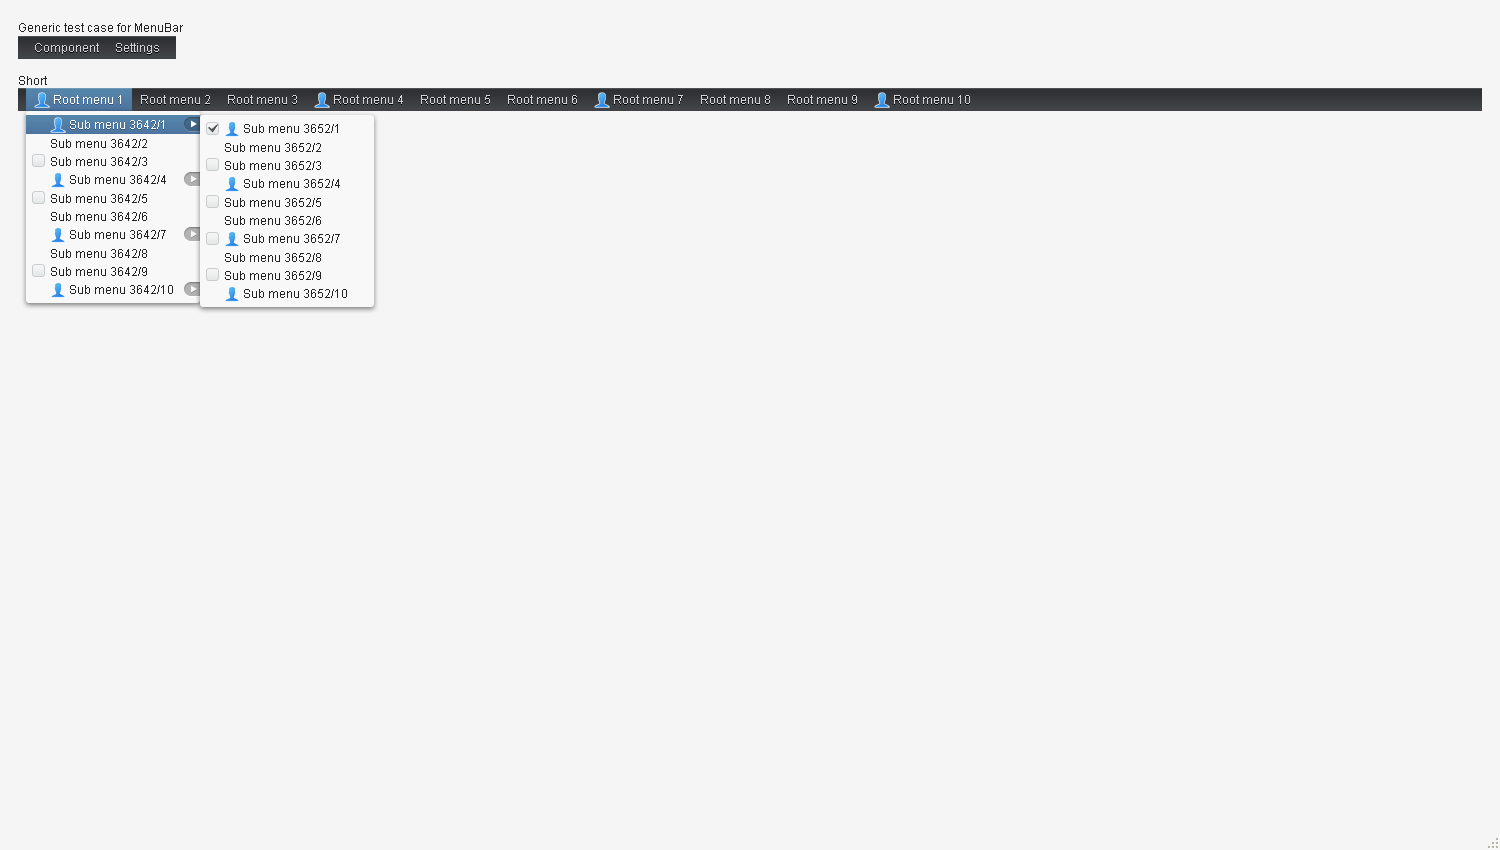 Generic test case for MenuBar
Component Settings
Short
Root menu 1 Root menu 2 Root menu 3 Root menu 4 Root menu 5 Root menu 6 Root menu 7 Root menu 8 Root menu 9 Root menu 10
Sub menu 3642/1
Sub menu 3642/2
Sub menu 3642/3
Sub menu 3642/4
Sub menu 3642/5
Sub menu 3642/6
Sub menu 3642/7
Sub menu 3642/8
Sub menu 3642/9
Sub menu 3642/10
Sub menu 3652/1
Sub menu 3652/2
Sub menu 3652/3
Sub menu 3652/4
Sub menu 3652/5
Sub menu 3652/6
Sub menu 3652/7
Sub menu 3652/8
Sub menu 3652/9
Sub menu 3652/10